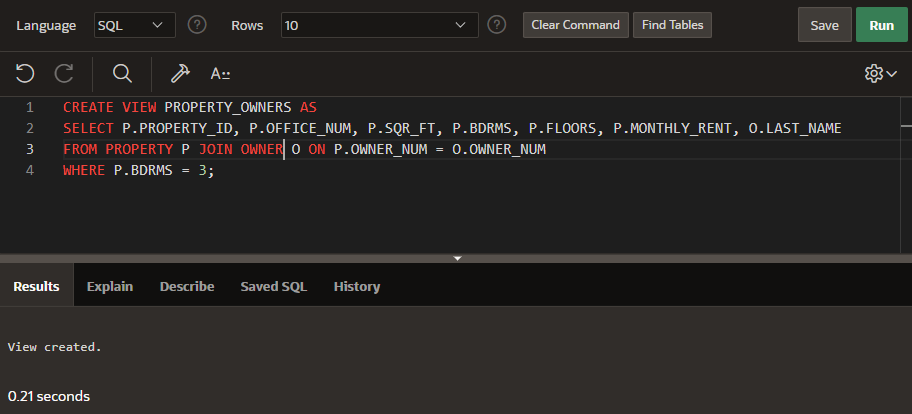 Language SQL Rows 10 Clear Command Find Tables Save Run
A::
1 CREATE VIEW PROPERTY_OWNERS AS
2 SELECT P.PROPERTY_ID, P.OFFICE_NUM, P.SQR_FT, P.BDRMS, P.FLOORS, P.MONTHLY_RENT, O.LAST_NAME
3 FROM PROPERTY P JOIN OWNER O ON P.OWNER_NUM = O.OWNER_NUM
4 WHERE P.BDRMS = 3;
Results Explain Describe Saved SQL History
View created.
0.21 seconds